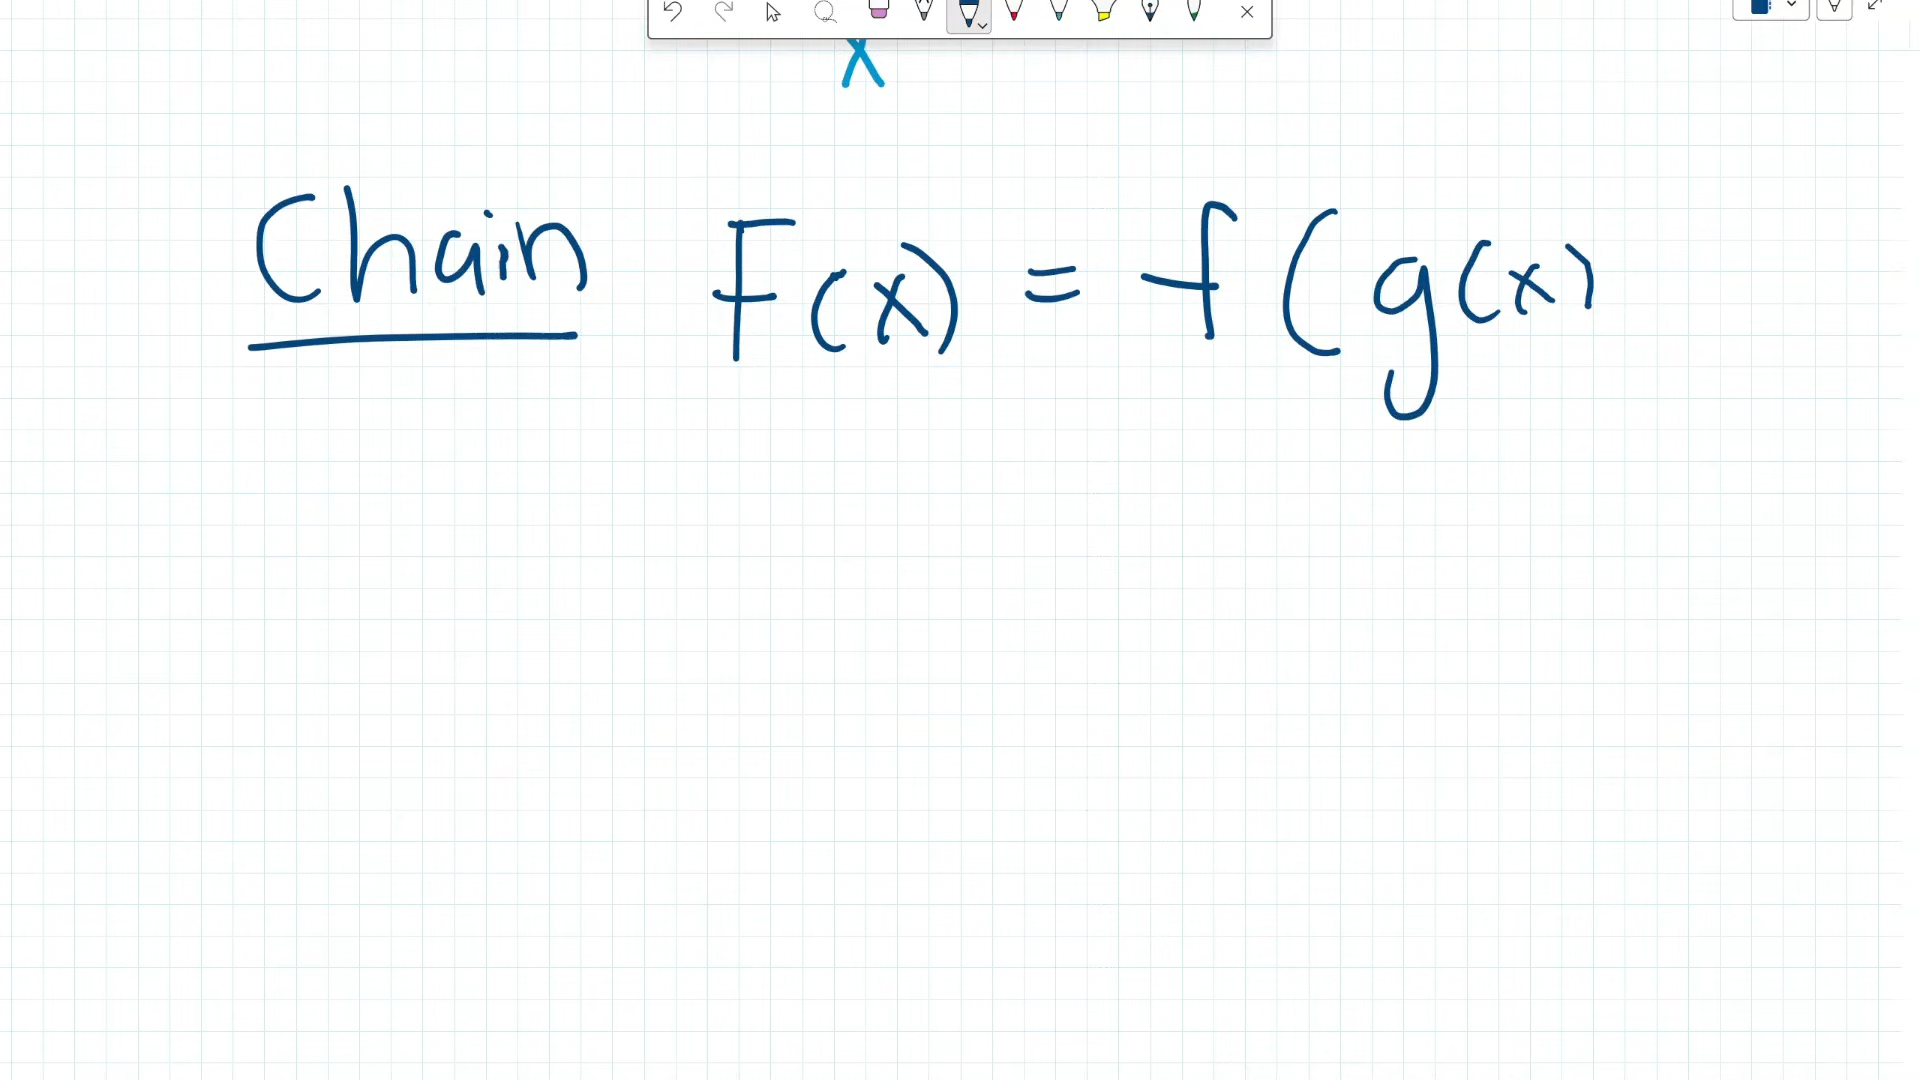 x
Chain F(x) = f(g(x)